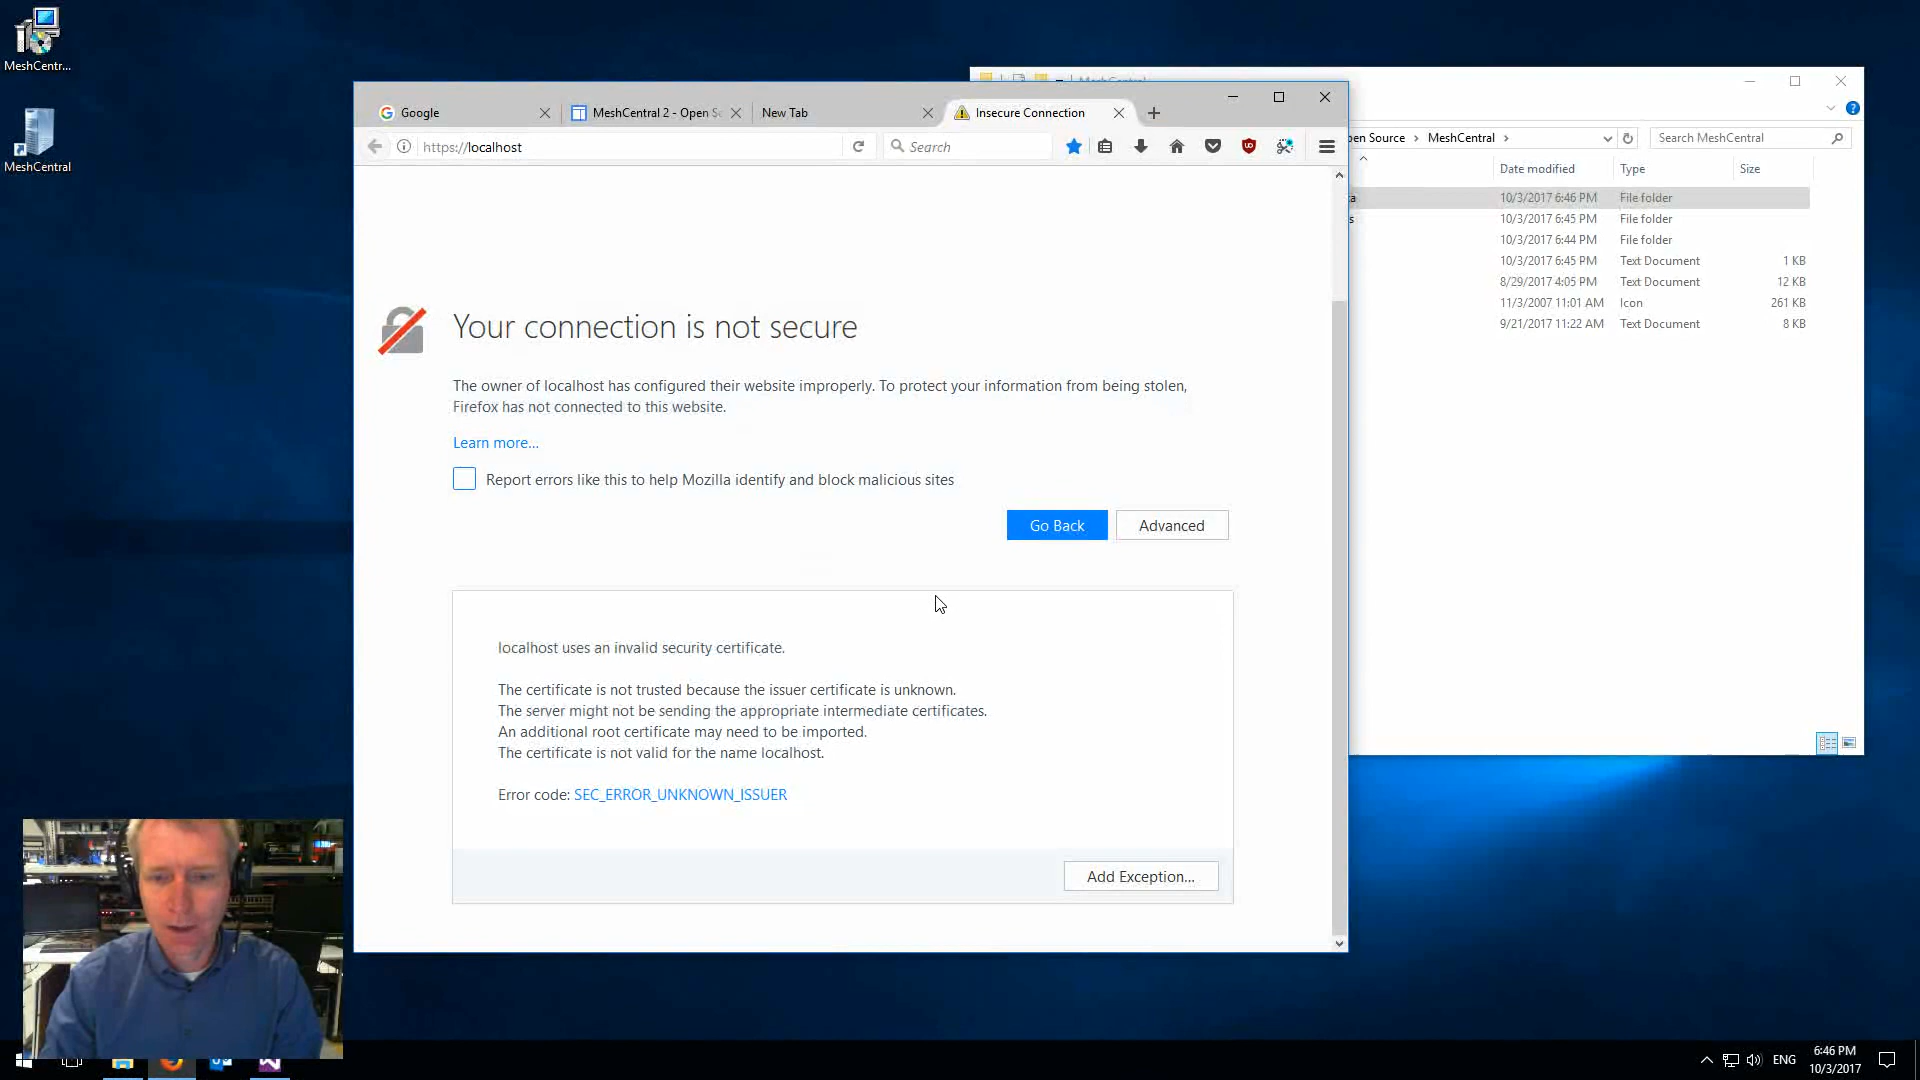 MeshCentr...
MeshCentral
Google
MeshCentral 2 - Open Sc
New Tab
Insecure Connection
https://localhost
Search
Your connection is not secure
The owner of localhost has configured their website improperly. To protect your information from being stolen,
Firefox has not connected to this website.
Learn more...
Report errors like this to help Mozilla identify and block malicious sites
Go Back
Advanced
localhost uses an invalid security certificate.
The certificate is not trusted because the issuer certificate is unknown.
The server might not be sending the appropriate intermediate certificates.
An additional root certificate may need to be imported.
The certificate is not valid for the name localhost.
Error code: SEC_ERROR_UNKNOWN_ISSUER
Add Exception...
MeshCentral
pen Source > MeshCentral >
Search MeshCentral
Date modified Type Size
ta 10/3/2017 6:46 PM File folder
s 10/3/2017 6:45 PM File folder
10/3/2017 6:44 PM File folder
10/3/2017 6:45 PM Text Document 1 KB
8/29/2017 4:05 PM Text Document 12 KB
11/3/2007 11:01 AM Icon 261 KB
9/21/2017 11:22 AM Text Document 8 KB
ENG
6:46 PM
10/3/2017